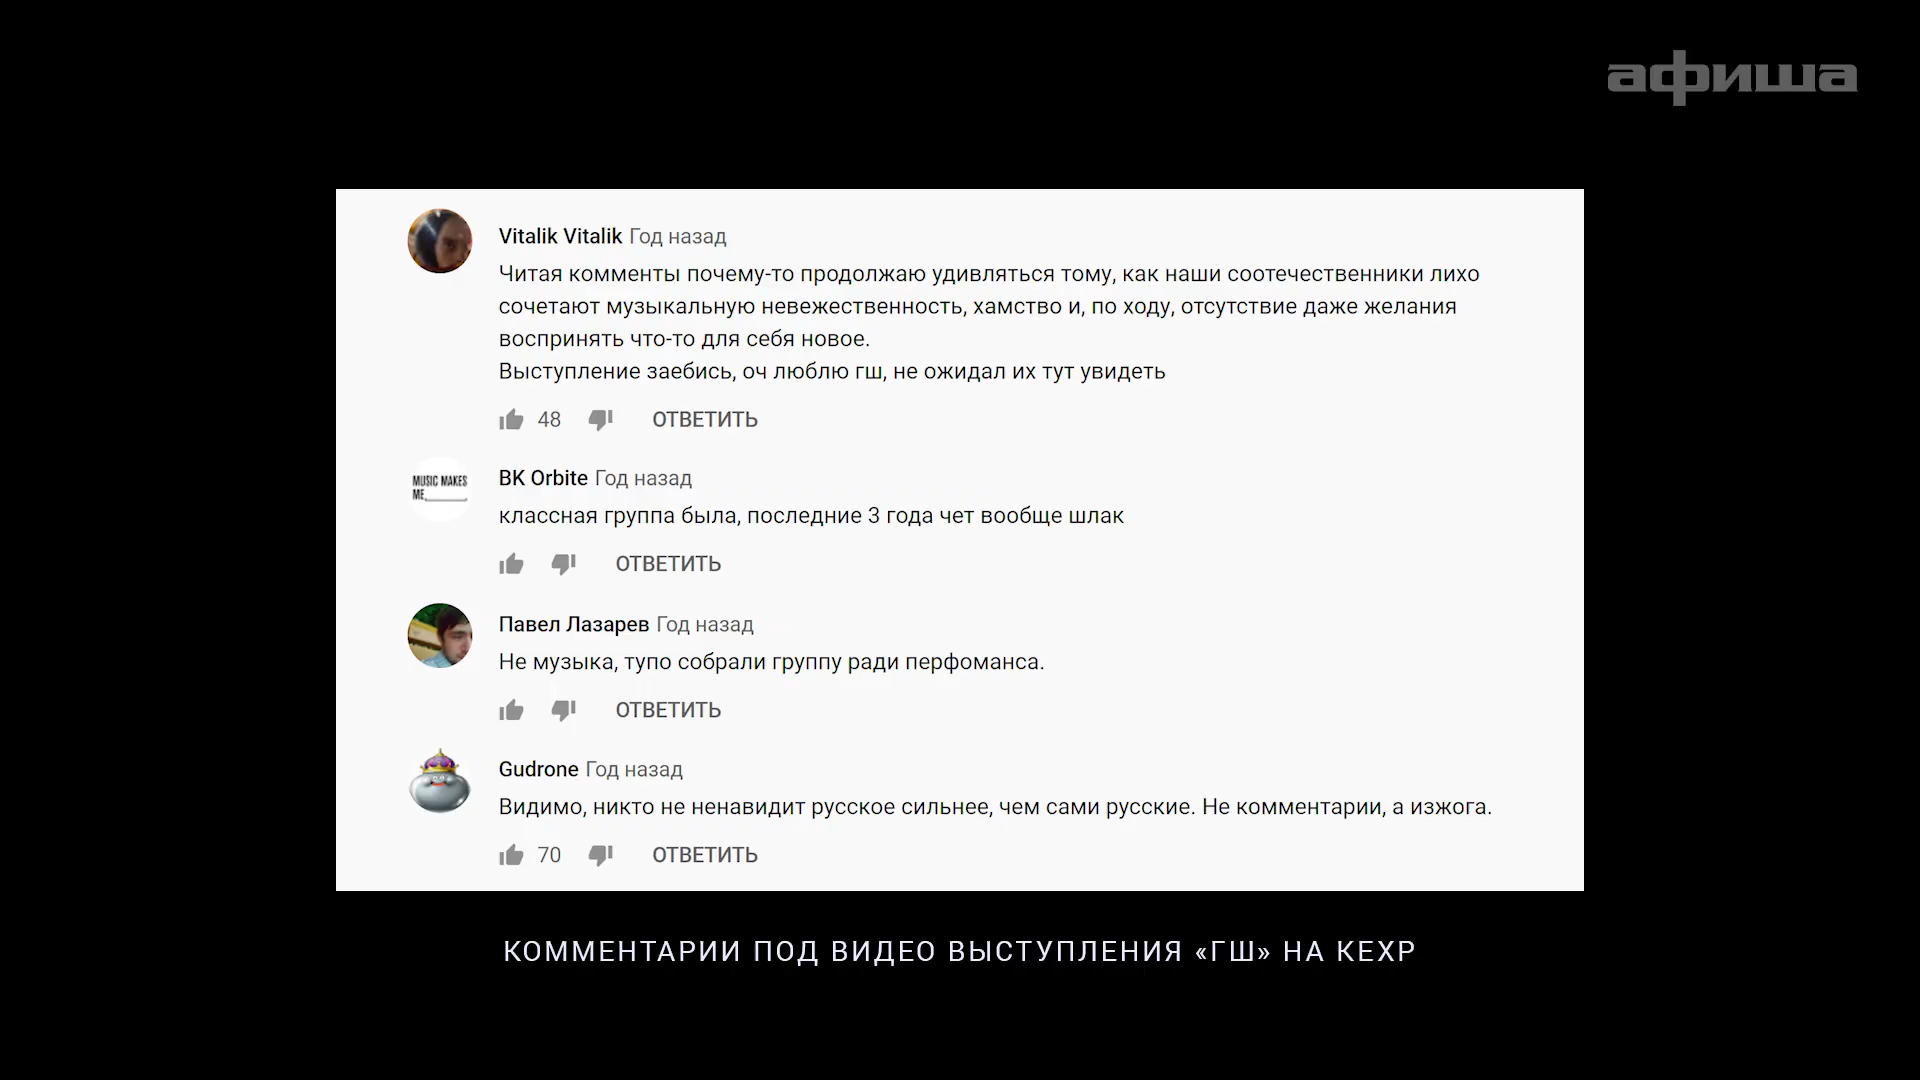 афиша
Vitalik Vitalik Год назад
Читая комменты почему-то продолжаю удивляться тому, как наши соотечественники лихо
сочетают музыкальную невежественность, хамство и, по ходу, отсутствие даже желания
воспринять что-то для себя новое.
Выступление заебись, оч люблю гш, не ожидал их тут увидеть
48 ОТВЕТИТЬ
MUSIC MAKES
ME
BK Orbite Год назад
классная группа была, последние 3 года чет вообще шлак
ОТВЕТИТЬ
Павел Лазарев Год назад
Не музыка, тупо собрали группу ради перфоманса.
ОТВЕТИТЬ
Gudrone Год назад
Видимо, никто не ненавидит русское сильнее, чем сами русские. Не комментарии, а изжога.
70 ОТВЕТИТЬ
КОММЕНТАРИИ ПОД ВИДЕО ВЫСТУПЛЕНИЯ «ГШ» НА KEXP